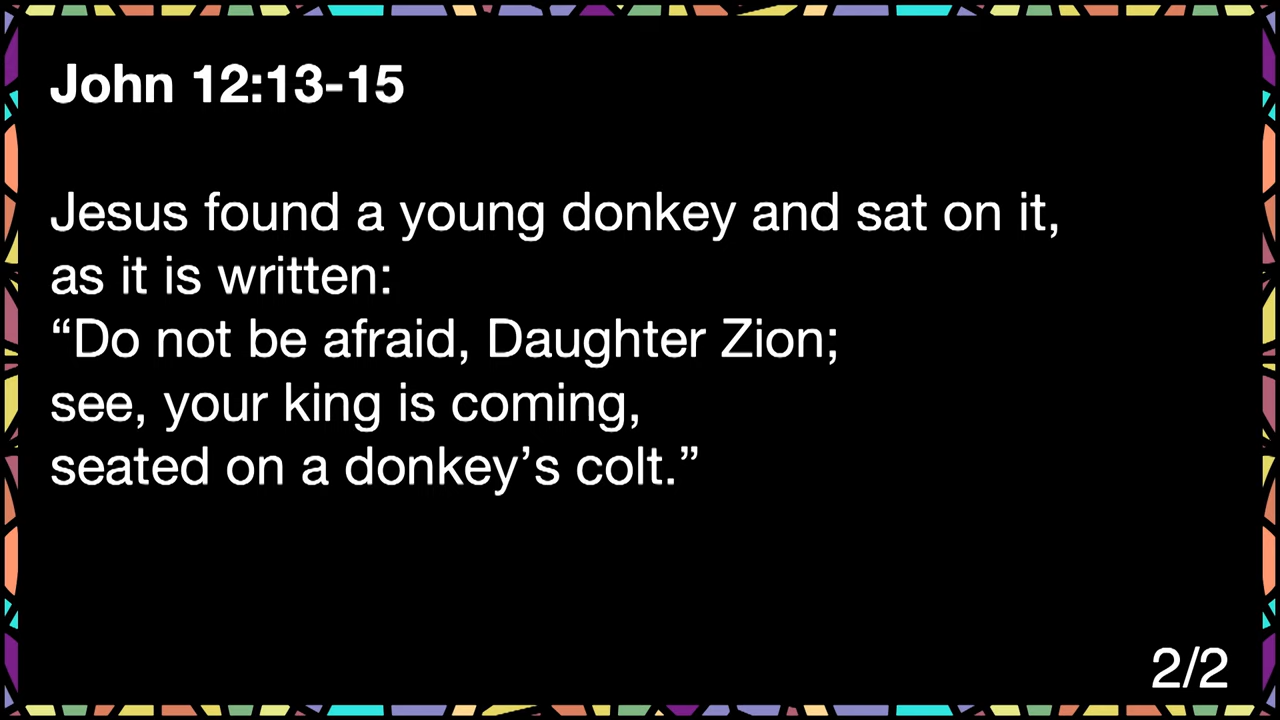 John 12:13-15
Jesus found a young donkey and sat on it,
as it is written:
“Do not be afraid, Daughter Zion;
see, your king is coming,
seated on a donkey’s colt.”
2/2